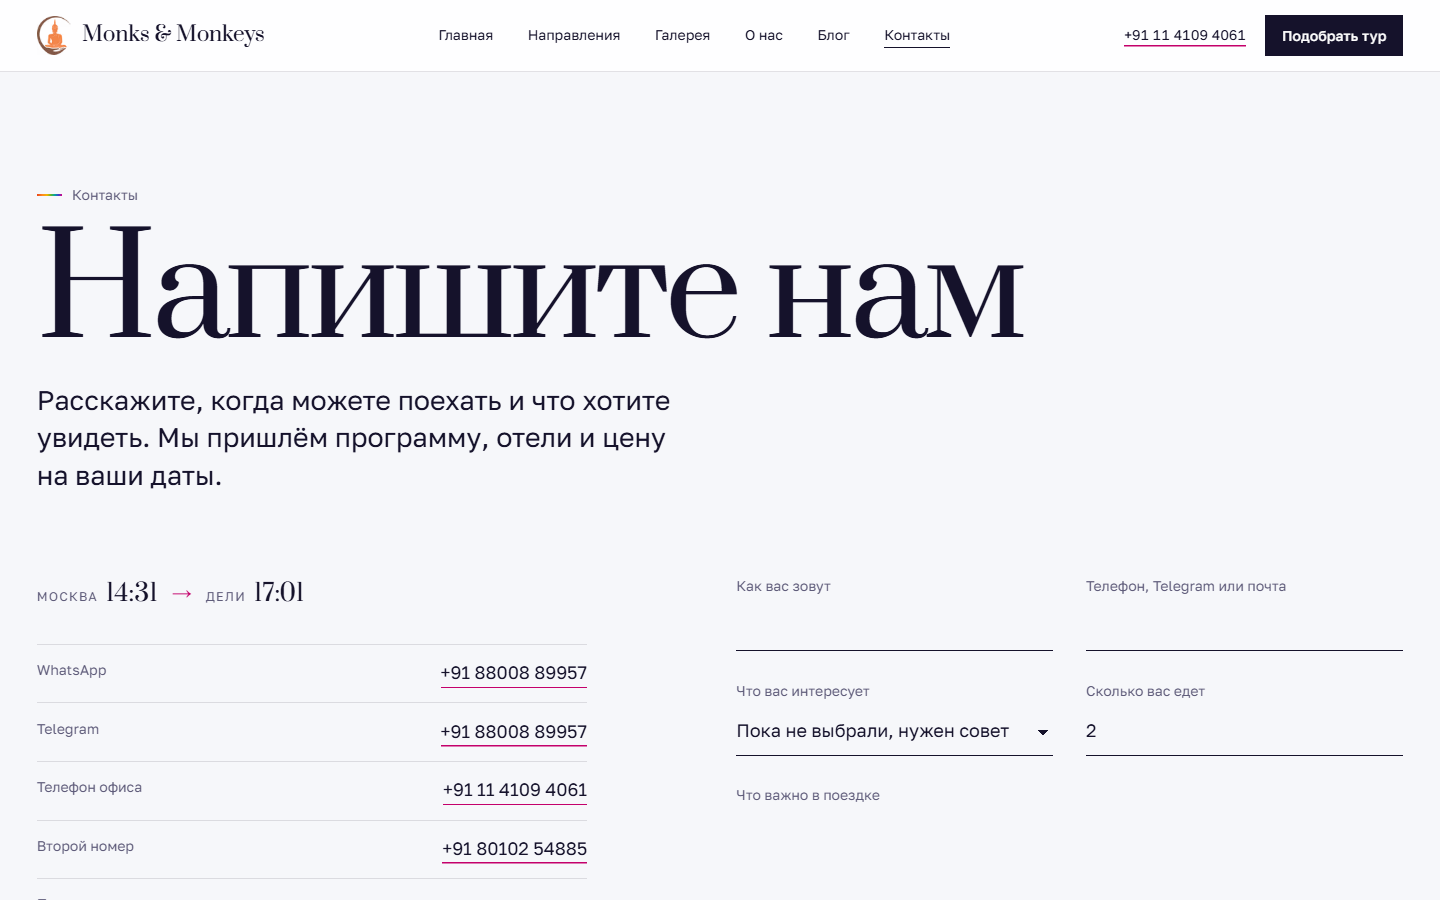 Monks & Monkeys
Главная
Направления
Галерея
О нас
Блог
Контакты
+91 11 4109 4061
Подобрать тур
Контакты
Напишите нам
Расскажите, когда можете поехать и что хотите
увидеть. Мы пришлём программу, отели и цену
на ваши даты.
МОСКВА 14:31 → ДЕЛИ 17:01
WhatsApp +91 88008 89957
Telegram +91 88008 89957
Телефон офиса +91 11 4109 4061
Второй номер +91 80102 54885
Как вас зовут
Телефон, Telegram или почта
Что вас интересует
Пока не выбрали, нужен совет
Сколько вас едет
2
Что важно в поездке